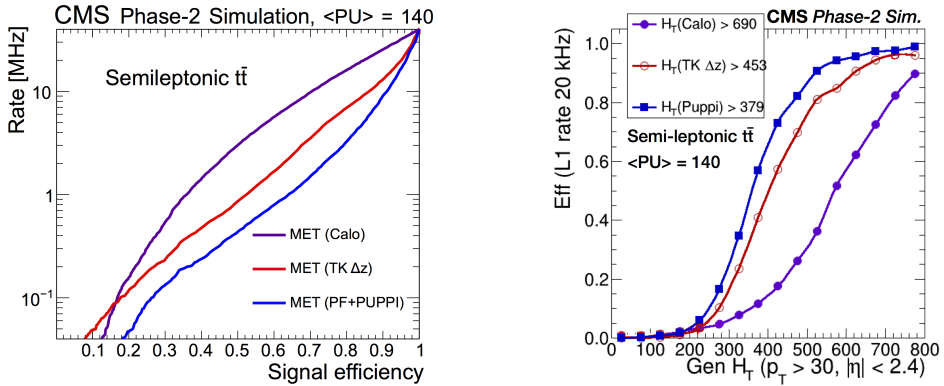 CMS Phase-2 Simulation, <PU> = 140
Rate [MHz]
Semileptonic tt̄
10
1
10⁻¹
MET (Calo)
MET (TK Δz)
MET (PF+PUPPI)
0.1 0.2 0.3 0.4 0.5 0.6 0.7 0.8 0.9 1
Signal efficiency
CMS Phase-2 Sim.
Eff (L1 rate 20 kHz)
H_T(Calo) > 690
H_T(TK Δz) > 453
H_T(Puppi) > 379
Semi-leptonic tt̄
<PU> = 140
1.0
0.8
0.6
0.4
0.2
0.0
0 100 200 300 400 500 600 700 800
Gen H_T (p_T > 30, |η| < 2.4)